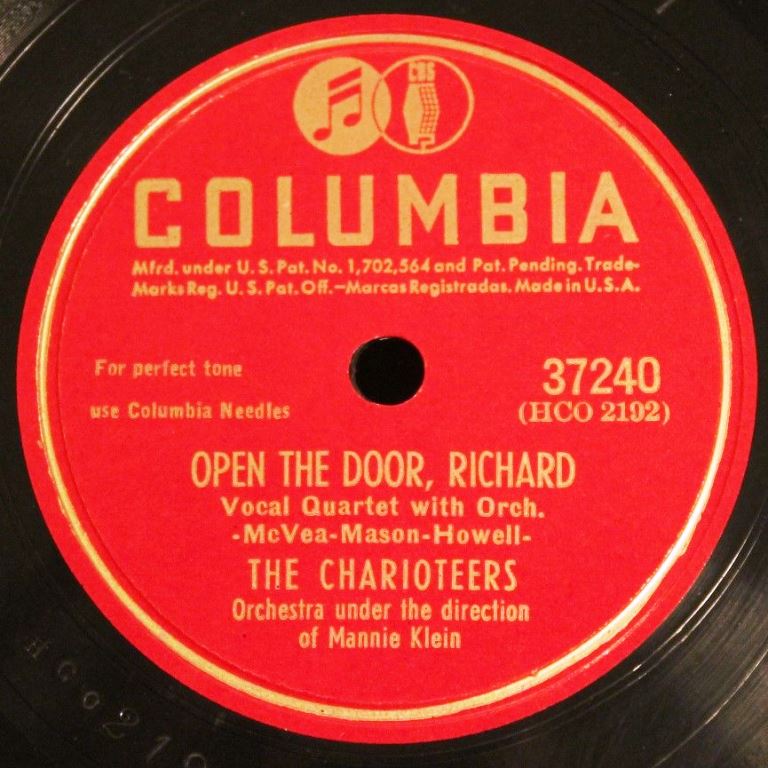 CBS
COLUMBIA
Mfrd. under U. S. Pat. No. 1,702,564 and Pat. Pending. Trade-
Marks Reg. U. S. Pat. Off.—Marcas Registradas. Made in U.S.A.
For perfect tone
use Columbia Needles
37240
(HCO 2192)
OPEN THE DOOR, RICHARD
Vocal Quartet with Orch.
-McVea-Mason-Howell-
THE CHARIOTEERS
Orchestra under the direction
of Mannie Klein
HCO219